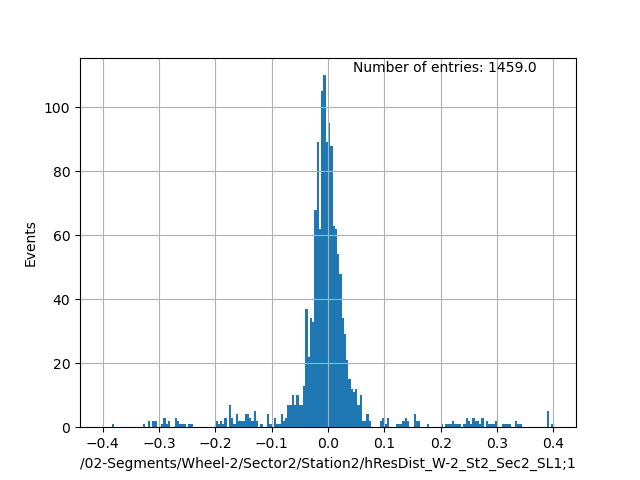 Number of entries: 1459.0
100
80
60
40
20
0
Events
−0.4 −0.3 −0.2 −0.1 0.0 0.1 0.2 0.3 0.4
/02-Segments/Wheel-2/Sector2/Station2/hResDist_W-2_St2_Sec2_SL1;1